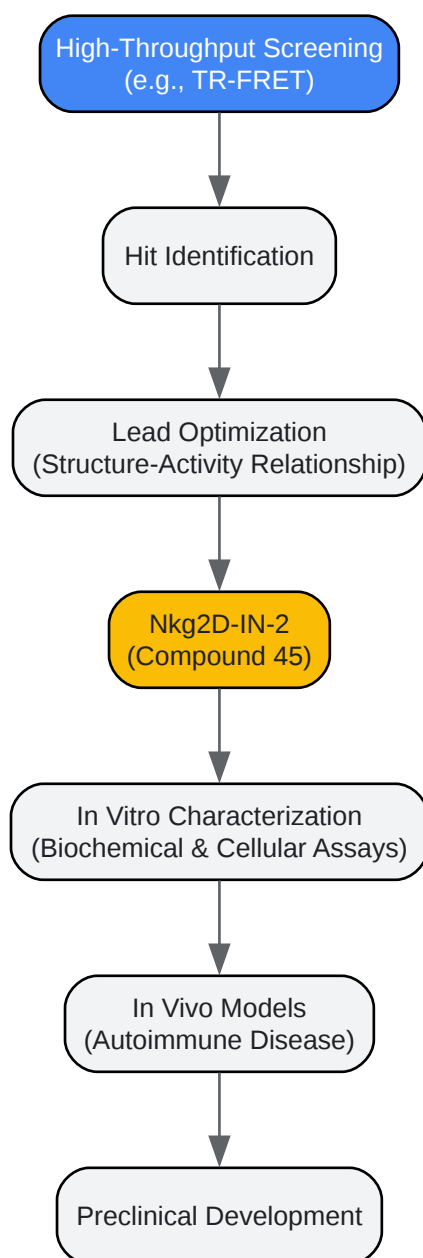 High-Throughput Screening
(e.g., TR-FRET)
Hit Identification
Lead Optimization
(Structure-Activity Relationship)
Nkg2D-IN-2
(Compound 45)
In Vitro Characterization
(Biochemical & Cellular Assays)
In Vivo Models
(Autoimmune Disease)
Preclinical Development